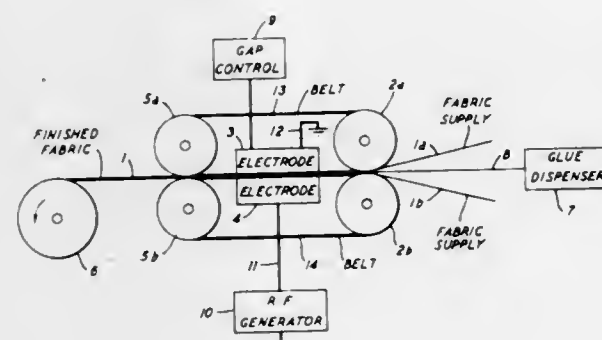 9
GAP
CONTROL
5a
13
BELT
2a
FABRIC
SUPPLY
3
12
1a
FINISHED
FABRIC
1
ELECTRODE
8
GLUE
DISPENSER
ELECTRODE
4
1b
7
FABRIC
SUPPLY
6
5b
11
14
BELT
2b
10
R F
GENERATOR